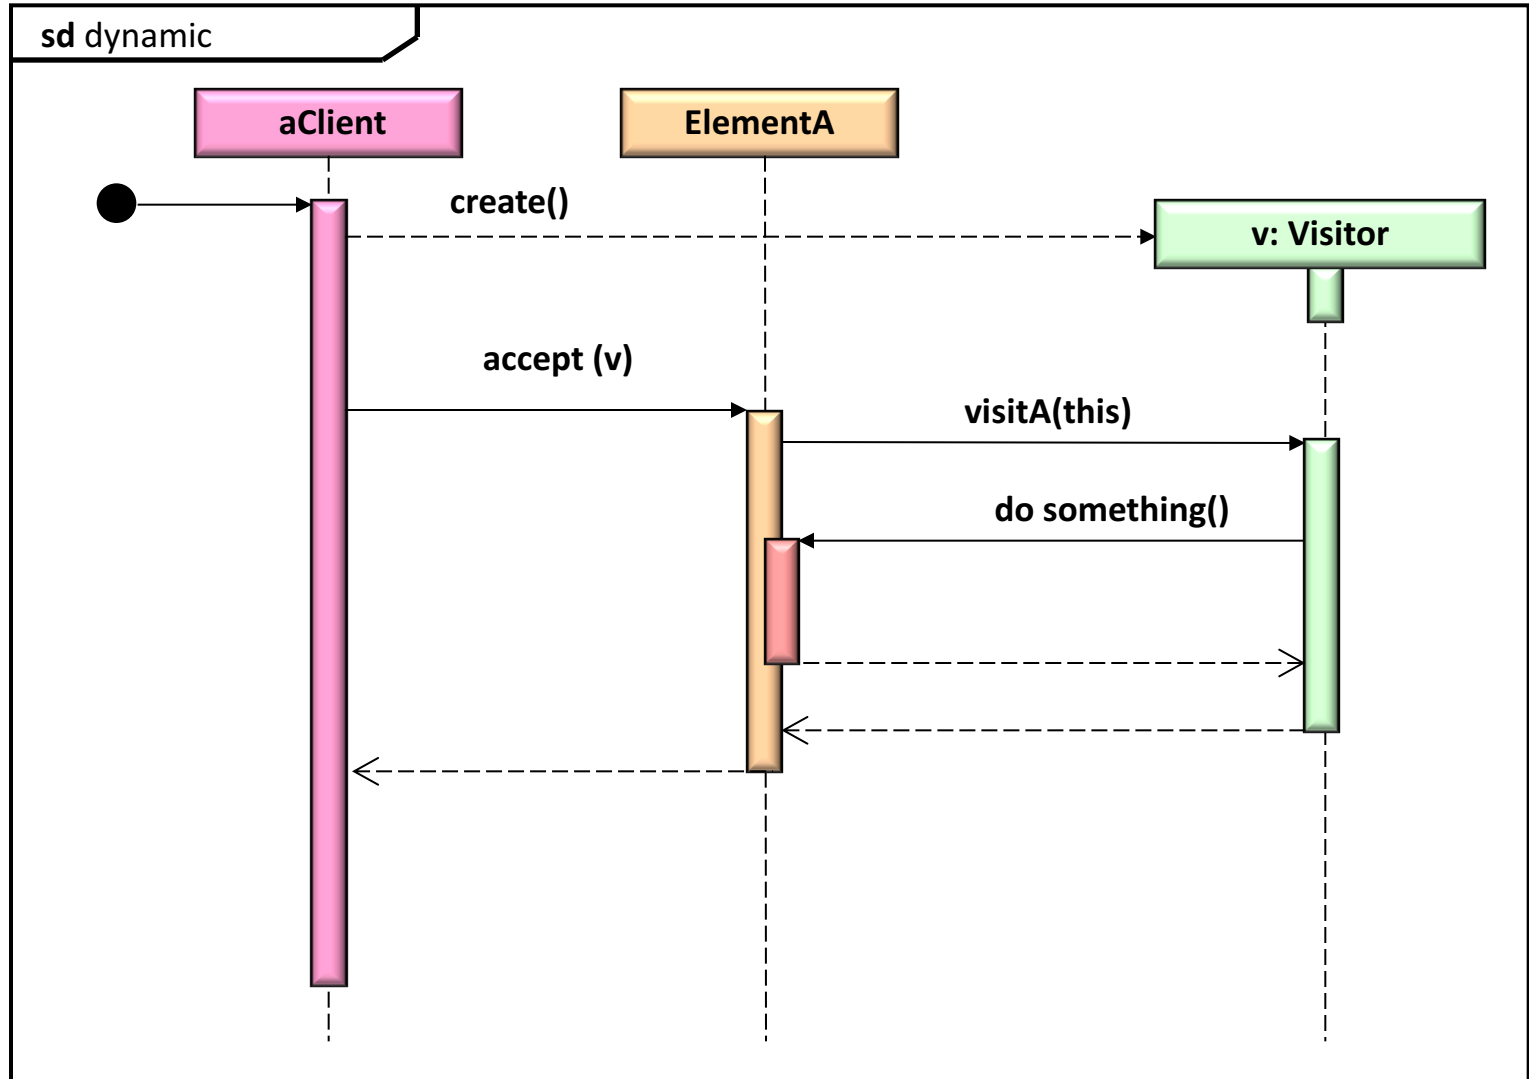 sd dynamic
aClient
ElementA
create()
v: Visitor
accept (v)
visitA(this)
do something()